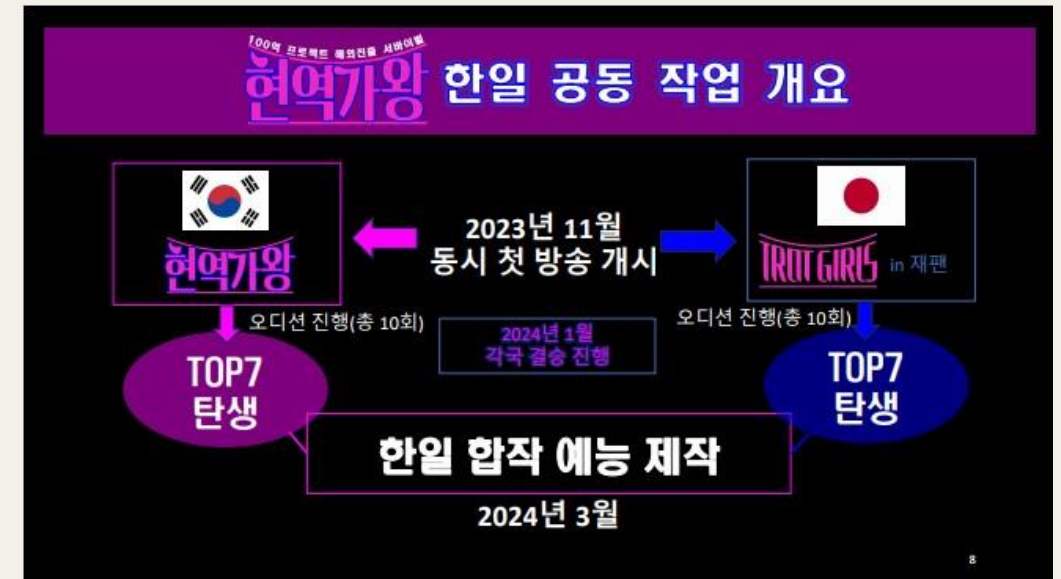 100억 프로젝트 해외진출 서바이벌
현역가왕 한일 공동 작업 개요
2023년 11월
동시 첫 방송 개시
현역가왕
TROT GIRLS in 재팬
오디션 진행(총 10회)
오디션 진행(총 10회)
2024년 1월
각국 결승 진행
TOP7
탄생
TOP7
탄생
한일 합작 예능 제작
2024년 3월
8